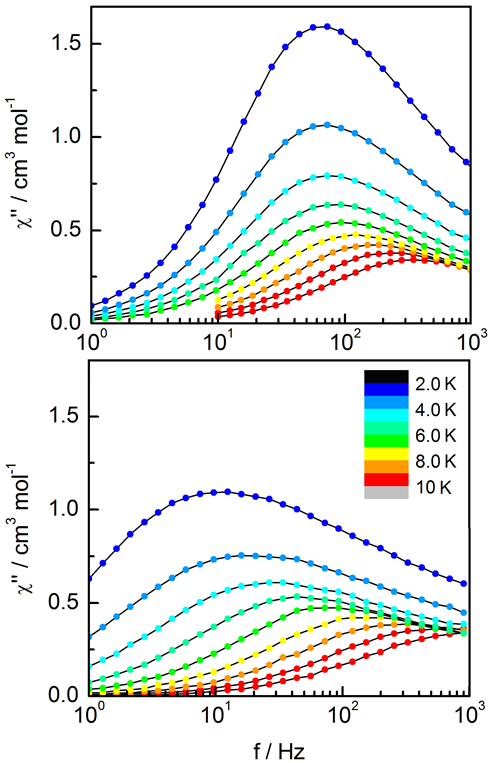 χ'' / cm³ mol⁻¹
1.5
1.0
0.5
0.0
10⁰ 10¹ 10² 10³
χ'' / cm³ mol⁻¹
1.5
1.0
0.5
0.0
2.0 K
4.0 K
6.0 K
8.0 K
10 K
10⁰ 10¹ 10² 10³
f / Hz